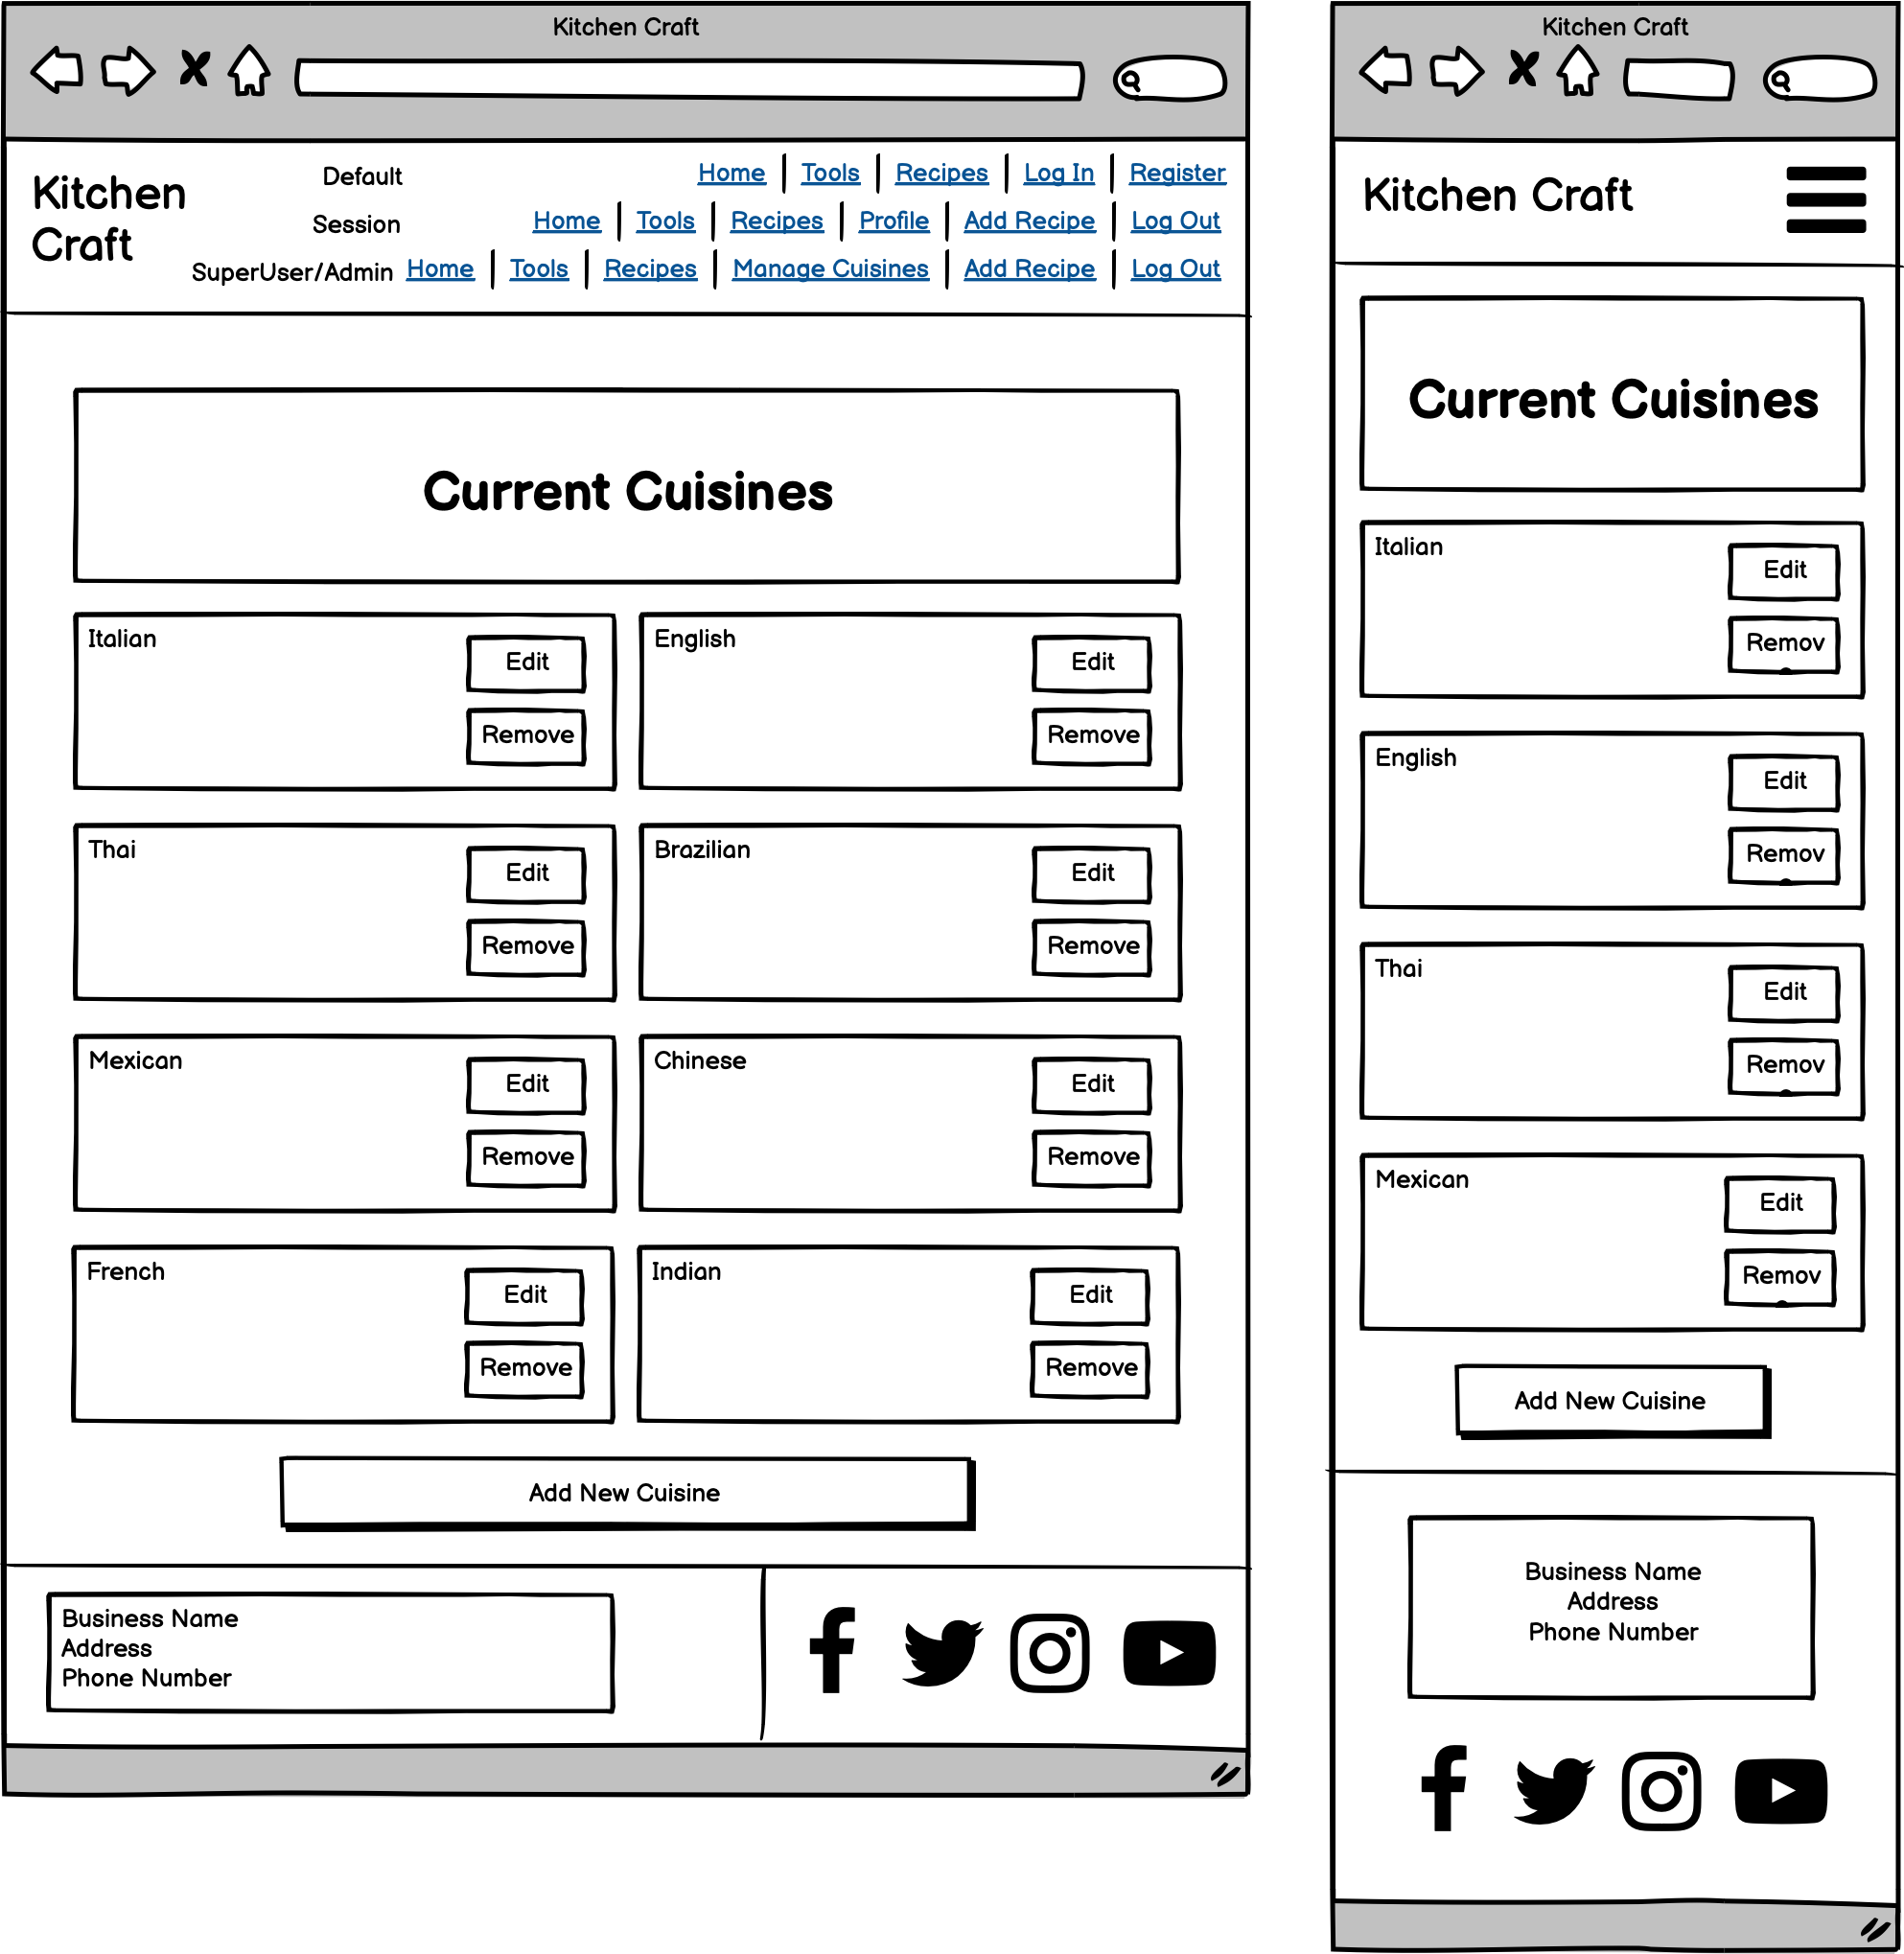 Kitchen Craft
Kitchen
Craft
Default
Home Tools Recipes Log In Register
Session
Home Tools Recipes Profile Add Recipe Log Out
SuperUser/Admin
Home Tools Recipes Manage Cuisines Add Recipe Log Out
Current Cuisines
Italian
Edit
Remove
English
Edit
Remove
Thai
Edit
Remove
Brazilian
Edit
Remove
Mexican
Edit
Remove
Chinese
Edit
Remove
French
Edit
Remove
Indian
Edit
Remove
Add New Cuisine
Business Name
Address
Phone Number
Kitchen Craft
Kitchen Craft
Current Cuisines
Italian
Edit
Remov
English
Edit
Remov
Thai
Edit
Remov
Mexican
Edit
Remov
Add New Cuisine
Business Name
Address
Phone Number